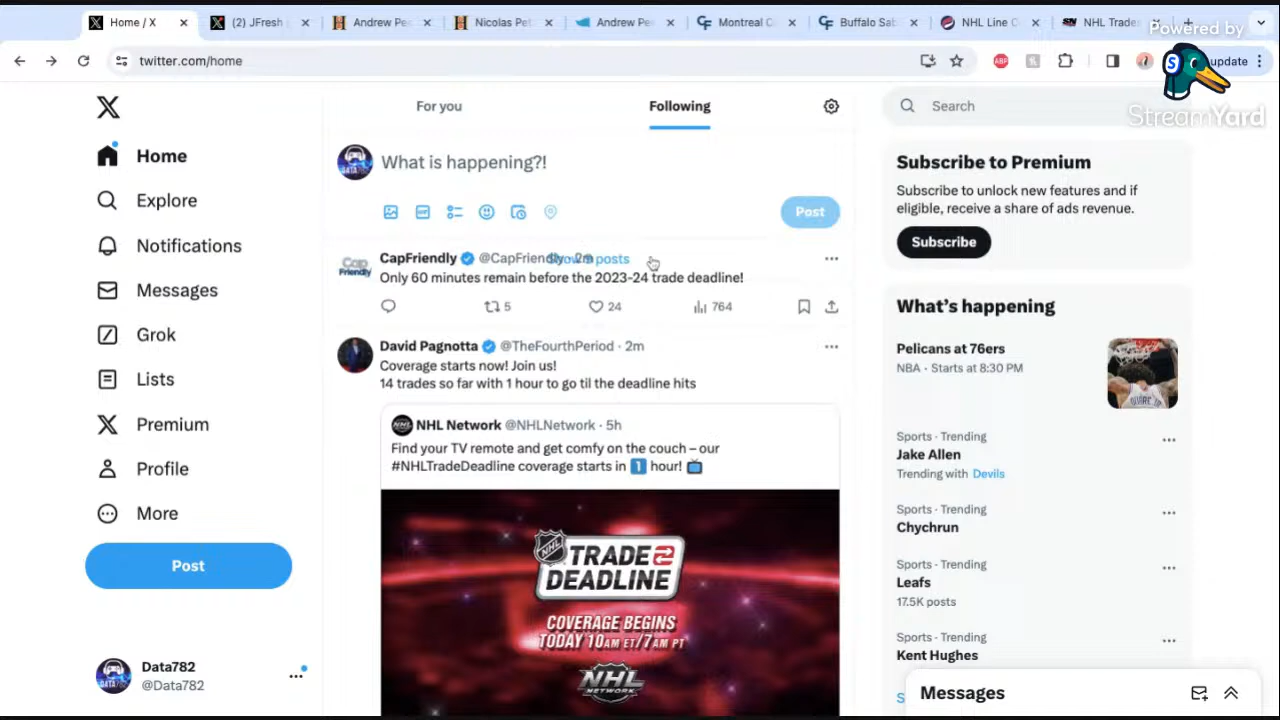 Home / X
(2) JFresh
Andrew Pe
Nicolas Pet
Andrew Pe
Montreal C
Buffalo Sab
NHL Line C
NHL Trade
Powered by
StreamYard
twitter.com/home
ABP
update
For you
Following
Search
Home
Explore
Notifications
Messages
Grok
Lists
Premium
Profile
More
Post
Data782
@Data782
What is happening?!
GIF
Post
CapFriendly @CapFriendly · 2m
posts
Only 60 minutes remain before the 2023-24 trade deadline!
5
24
764
David Pagnotta @TheFourthPeriod · 2m
Coverage starts now! Join us!
14 trades so far with 1 hour to go til the deadline hits
NHL Network @NHLNetwork · 5h
Find your TV remote and get comfy on the couch – our
#NHLTradeDeadline coverage starts in 1 hour!
NHL
TRADE
DEADLINE
COVERAGE BEGINS
TODAY 10AM ET/7AM PT
NHL
NETWORK
Subscribe to Premium
Subscribe to unlock new features and if
eligible, receive a share of ads revenue.
Subscribe
What's happening
Pelicans at 76ers
NBA · Starts at 8:30 PM
Sports · Trending
Jake Allen
Trending with Devils
Sports · Trending
Chychrun
Sports · Trending
Leafs
17.5K posts
Sports · Trending
Kent Hughes
Messages